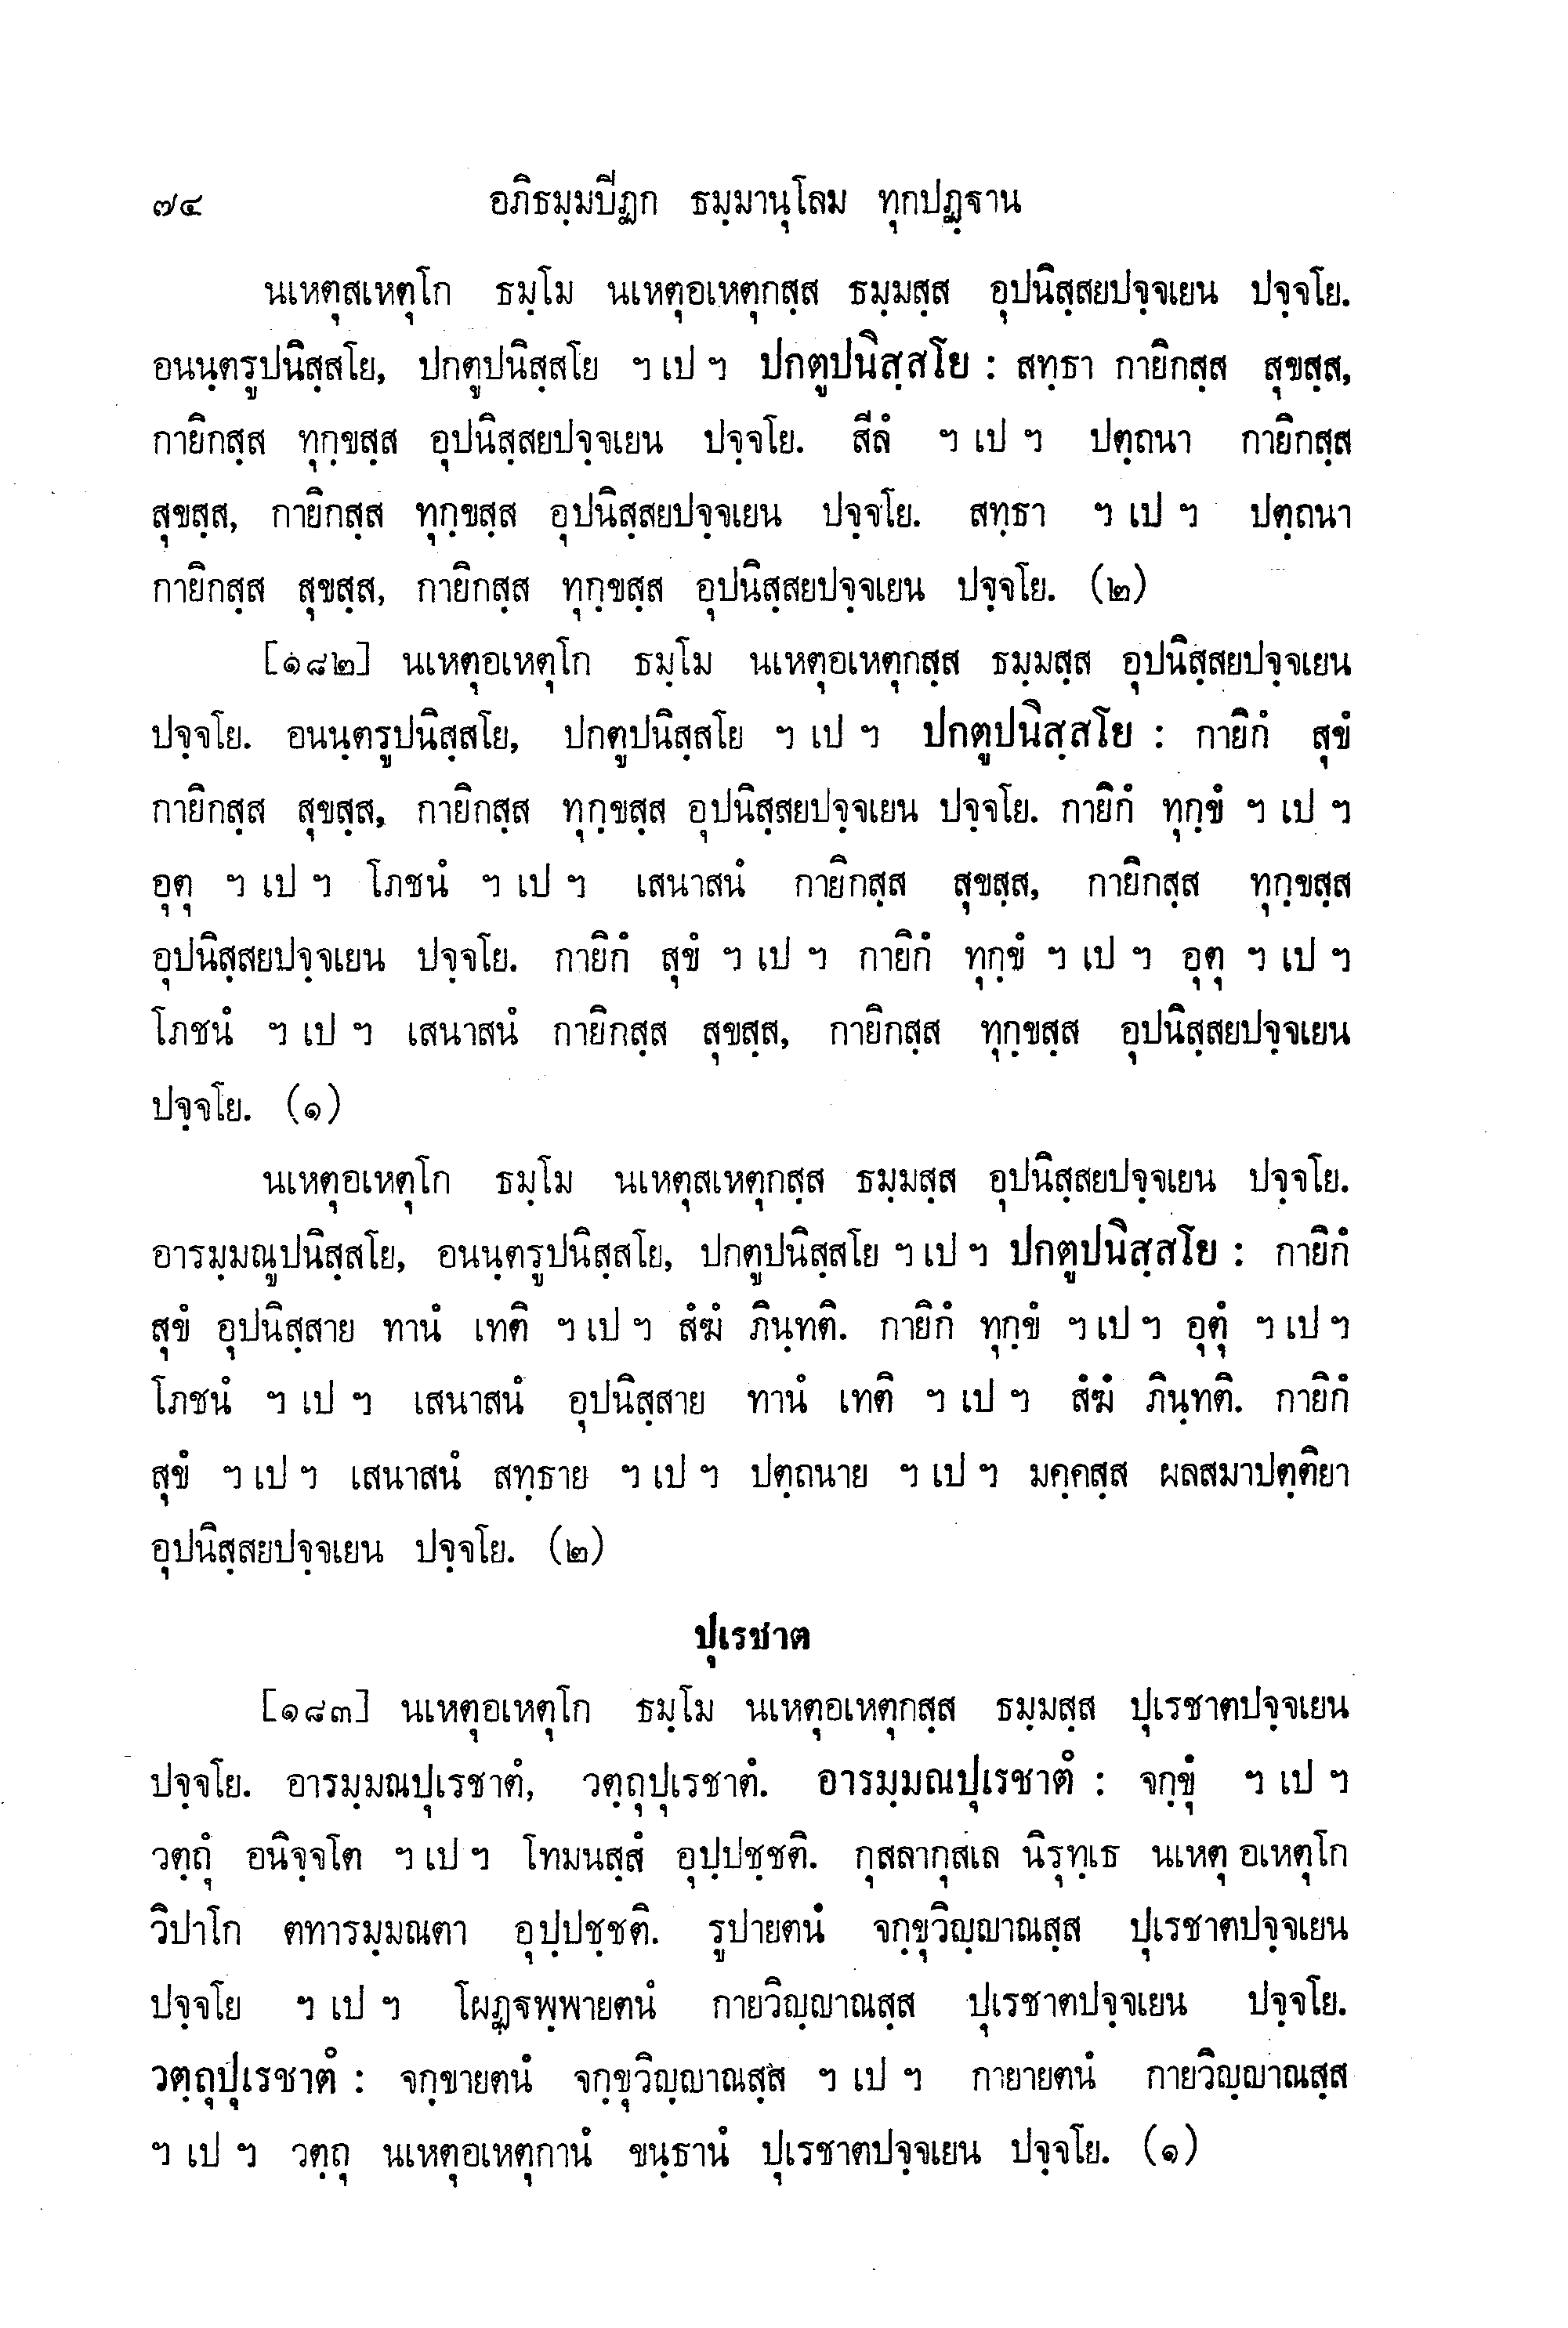 ๗๔ อภิธมฺมปิฏก ธมฺมานุโลม ทุกปฏฺฐาน
นเหตุสเหตุโก ธมฺโม นเหตุอเหตุกสฺส ธมฺมสฺส อุปนิสฺสยปจฺจเยน ปจฺจโย.
อนนฺตรูปนิสฺสโย, ปกตูปนิสฺสโย ฯ เป ฯ ปกตูปนิสฺสโย : สทฺธา กายิกสฺส สุขสฺส,
กายิกสฺส ทุกฺขสฺส อุปนิสฺสยปจฺจเยน ปจฺจโย. สีลํ ฯ เป ฯ ปตฺถนา กายิกสฺส
สุขสฺส, กายิกสฺส ทุกฺขสฺส อุปนิสฺสยปจฺจเยน ปจฺจโย. สทฺธา ฯ เป ฯ ปตฺถนา
กายิกสฺส สุขสฺส, กายิกสฺส ทุกฺขสฺส อุปนิสฺสยปจฺจเยน ปจฺจโย. (๒)
[๑๘๒] นเหตุอเหตุโก ธมฺโม นเหตุอเหตุกสฺส ธมฺมสฺส อุปนิสฺสยปจฺจเยน
ปจฺจโย. อนนฺตรูปนิสฺสโย, ปกตูปนิสฺสโย ฯ เป ฯ ปกตูปนิสฺสโย : กายิกํ สุขํ
กายิกสฺส สุขสฺส, กายิกสฺส ทุกฺขสฺส อุปนิสฺสยปจฺจเยน ปจฺจโย. กายิกํ ทุกฺขํ ฯ เป ฯ
อุตุ ฯ เป ฯ โภชนํ ฯ เป ฯ เสนาสนํ กายิกสฺส สุขสฺส, กายิกสฺส ทุกฺขสฺส
อุปนิสฺสยปจฺจเยน ปจฺจโย. กายิกํ สุขํ ฯ เป ฯ กายิกํ ทุกฺขํ ฯ เป ฯ อุตุ ฯ เป ฯ
โภชนํ ฯ เป ฯ เสนาสนํ กายิกสฺส สุขสฺส, กายิกสฺส ทุกฺขสฺส อุปนิสฺสยปจฺจเยน
ปจฺจโย. (๑)
นเหตุอเหตุโก ธมฺโม นเหตุสเหตุกสฺส ธมฺมสฺส อุปนิสฺสยปจฺจเยน ปจฺจโย.
อารมฺมณูปนิสฺสโย, อนนฺตรูปนิสฺสโย, ปกตูปนิสฺสโย ฯ เป ฯ ปกตูปนิสฺสโย : กายิกํ
สุขํ อุปนิสฺสาย ทานํ เทติ ฯ เป ฯ สํฆํ ภินฺทติ. กายิกํ ทุกฺขํ ฯ เป ฯ อุตุํ ฯ เป ฯ
โภชนํ ฯ เป ฯ เสนาสนํ อุปนิสฺสาย ทานํ เทติ ฯ เป ฯ สํฆํ ภินฺทติ. กายิกํ
สุขํ ฯ เป ฯ เสนาสนํ สทฺธาย ฯ เป ฯ ปตฺถนาย ฯ เป ฯ มคฺคสฺส ผลสมาปตฺติยา
อุปนิสฺสยปจฺจเยน ปจฺจโย. (๒)
ปุเรชาต
[๑๘๓] นเหตุอเหตุโก ธมฺโม นเหตุอเหตุกสฺส ธมฺมสฺส ปุเรชาตปจฺจเยน
ปจฺจโย. อารมฺมณปุเรชาตํ, วตฺถุปุเรชาตํ. อารมฺมณปุเรชาตํ : จกฺขุํ ฯ เป ฯ
วตฺถุํ อนิจฺจโต ฯ เป ฯ โทมนสฺสํ อุปฺปชฺชติ. กุสลากุสเล นิรุทฺเธ นเหตุ อเหตุโก
วิปาโก ตทารมฺมณตา อุปฺปชฺชติ. รูปายตนํ จกฺขุวิญฺญาณสฺส ปุเรชาตปจฺจเยน
ปจฺจโย ฯ เป ฯ โผฏฺฐพฺพายตนํ กายวิญฺญาณสฺส ปุเรชาตปจฺจเยน ปจฺจโย.
วตฺถุปุเรชาตํ : จกฺขายตนํ จกฺขุวิญฺญาณสฺส ฯ เป ฯ กายายตนํ กายวิญฺญาณสฺส
ฯ เป ฯ วตฺถุ นเหตุอเหตุกานํ ขนฺธานํ ปุเรชาตปจฺจเยน ปจฺจโย. (๑)